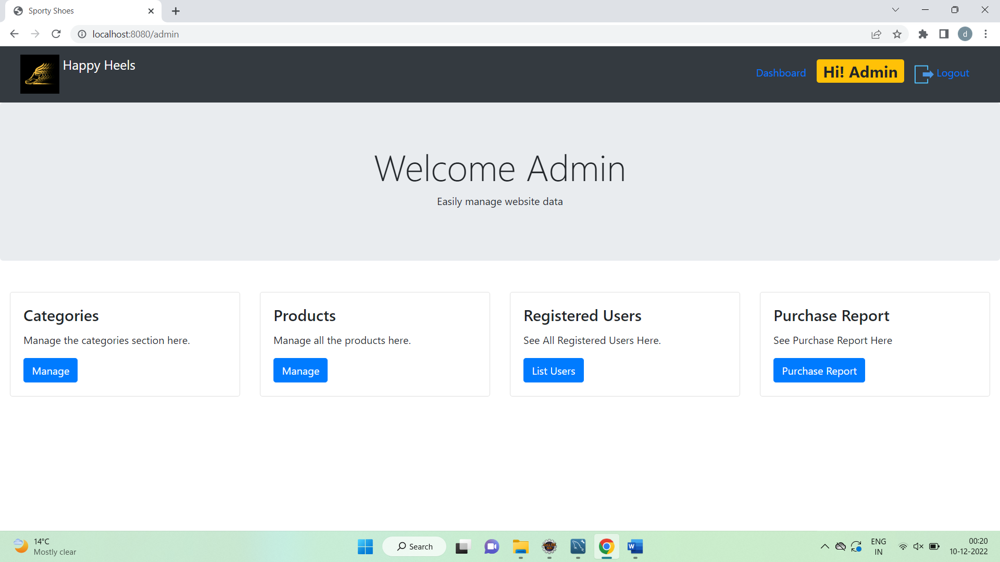 Sporty Shoes
localhost:8080/admin
d
Happy Heels
Dashboard
Hi! Admin
Logout
Welcome Admin
Easily manage website data
Categories
Manage the categories section here.
Manage
Products
Manage all the products here.
Manage
Registered Users
See All Registered Users Here.
List Users
Purchase Report
See Purchase Report Here
Purchase Report
14°C
Mostly clear
Search
W
ENG
IN
00:20
10-12-2022